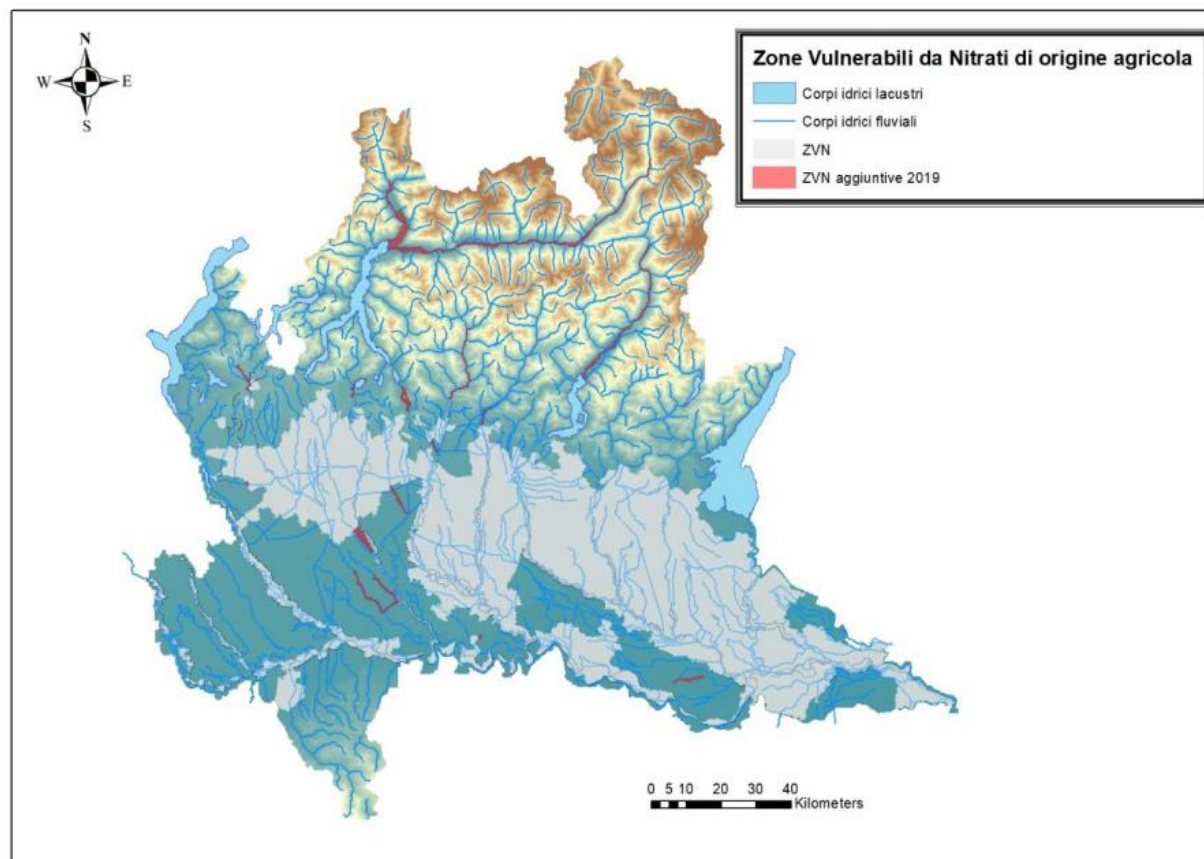 N
W E
S
Zone Vulnerabili da Nitrati di origine agricola
Corpi idrici lacustri
Corpi idrici fluviali
ZVN
ZVN aggiuntive 2019
0 5 10 20 30 40
Kilometers